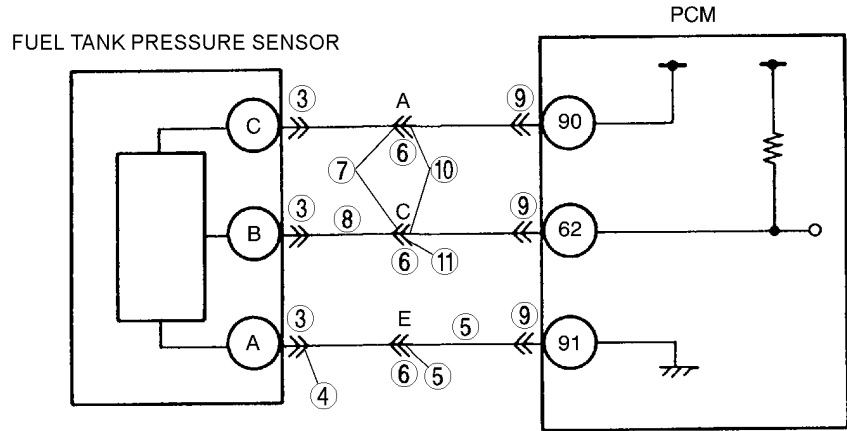 PCM
FUEL TANK PRESSURE SENSOR
C 3 A 9 90
6
7 10
B 3 8 C 9 62
6 11
A 3 E 5 9 91
6 5
4